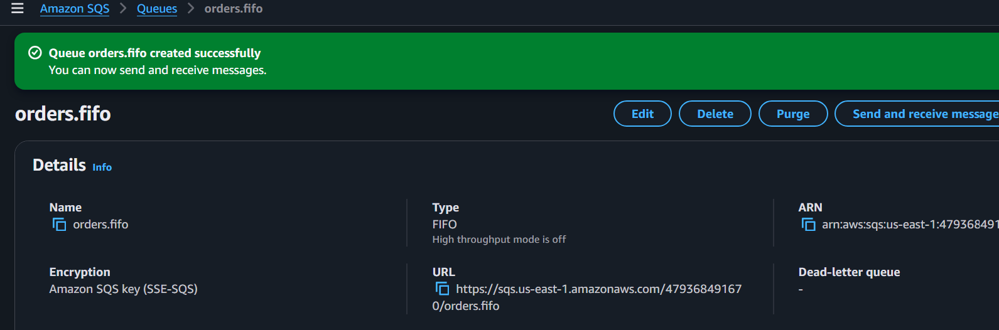 Amazon SQS > Queues > orders.fifo
Queue orders.fifo created successfully
You can now send and receive messages.
orders.fifo
Edit
Delete
Purge
Send and receive message
Details Info
Name
orders.fifo
Type
FIFO
High throughput mode is off
ARN
arn:aws:sqs:us-east-1:479368491
Encryption
Amazon SQS key (SSE-SQS)
URL
https://sqs.us-east-1.amazonaws.com/47936849167
0/orders.fifo
Dead-letter queue
-